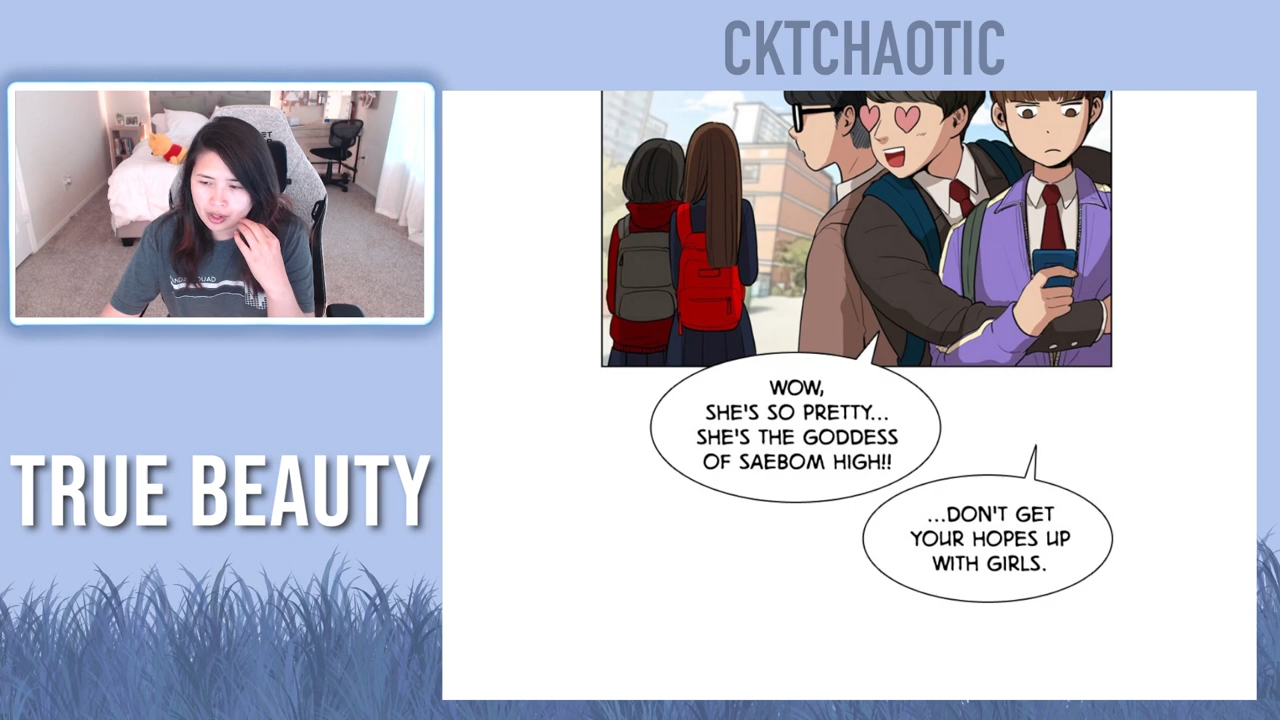 CKTCHAOTIC
TRUE BEAUTY
WOW,
SHE'S SO PRETTY...
SHE'S THE GODDESS
OF SAEBOM HIGH!!
...DON'T GET
YOUR HOPES UP
WITH GIRLS.